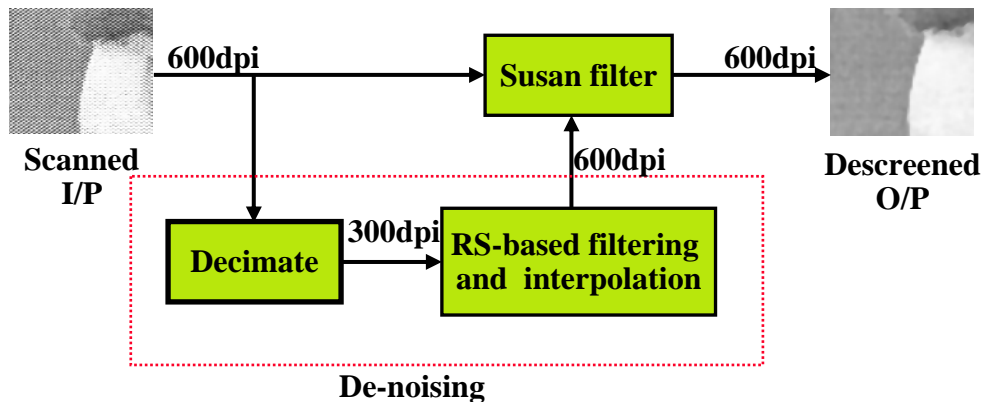 600dpi
Susan filter
600dpi
Scanned
I/P
600dpi
Descreened
O/P
Decimate
300dpi
RS-based filtering
and interpolation
De-noising